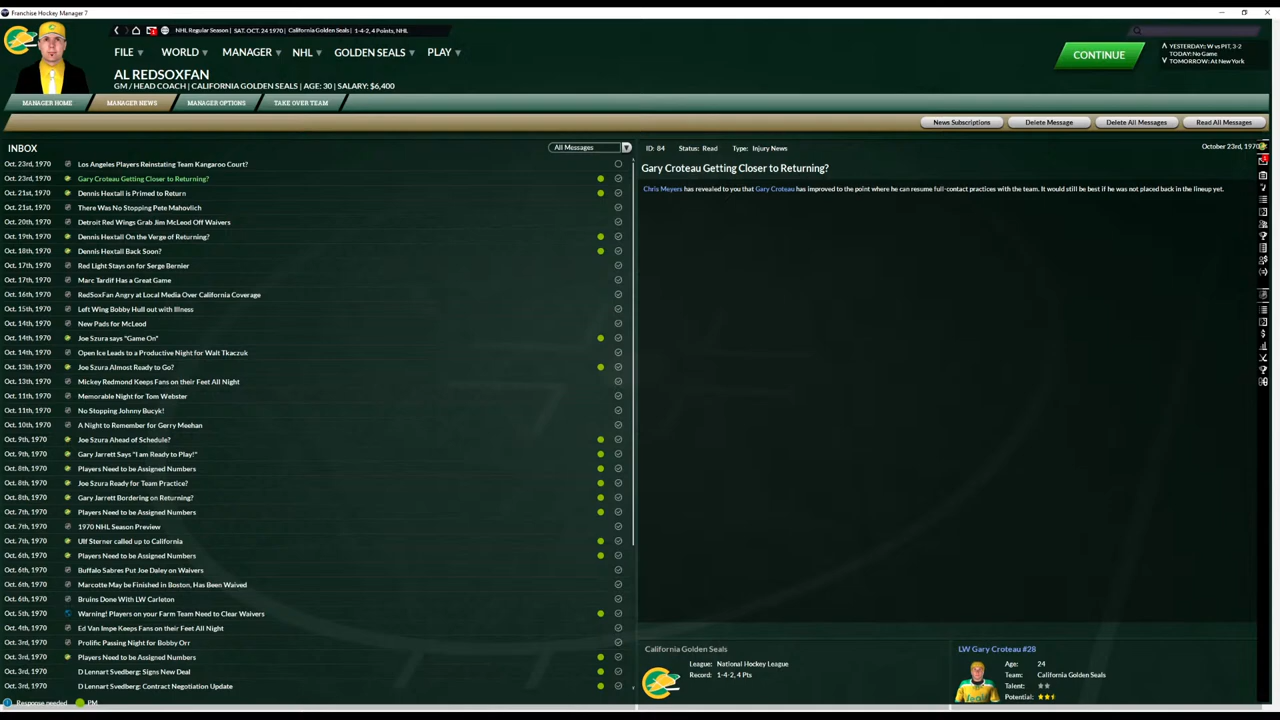 Franchise Hockey Manager 7
NHL Regular Season | SAT. OCT. 24 1970 | California Golden Seals | 1-4-2, 4 Points, NHL
FILE WORLD MANAGER NHL GOLDEN SEALS PLAY
CONTINUE
YESTERDAY: W vs PIT, 3-2
TODAY: No Game
TOMORROW: At New York
AL REDSOXFAN
GM / HEAD COACH | CALIFORNIA GOLDEN SEALS | AGE: 30 | SALARY: $6,400
MANAGER HOME MANAGER NEWS MANAGER OPTIONS TAKE OVER TEAM
News Subscriptions Delete Message Delete All Messages Read All Messages
INBOX All Messages
Oct. 23rd, 1970 Los Angeles Players Reinstating Team Kangaroo Court?
Oct. 23rd, 1970 Gary Croteau Getting Closer to Returning?
Oct. 21st, 1970 Dennis Hextall is Primed to Return
Oct. 21st, 1970 There Was No Stopping Pete Mahovlich
Oct. 20th, 1970 Detroit Red Wings Grab Jim McLeod Off Waivers
Oct. 19th, 1970 Dennis Hextall On the Verge of Returning?
Oct. 18th, 1970 Dennis Hextall Back Soon?
Oct. 17th, 1970 Red Light Stays on for Serge Bernier
Oct. 17th, 1970 Marc Tardif Has a Great Game
Oct. 16th, 1970 RedSoxFan Angry at Local Media Over California Coverage
Oct. 15th, 1970 Left Wing Bobby Hull out with Illness
Oct. 14th, 1970 New Pads for McLeod
Oct. 14th, 1970 Joe Szura says "Game On"
Oct. 14th, 1970 Open Ice Leads to a Productive Night for Walt Tkaczuk
Oct. 13th, 1970 Joe Szura Almost Ready to Go?
Oct. 13th, 1970 Mickey Redmond Keeps Fans on their Feet All Night
Oct. 11th, 1970 Memorable Night for Tom Webster
Oct. 11th, 1970 No Stopping Johnny Bucyk!
Oct. 10th, 1970 A Night to Remember for Gerry Meehan
Oct. 9th, 1970 Joe Szura Ahead of Schedule?
Oct. 9th, 1970 Gary Jarrett Says "I am Ready to Play!"
Oct. 8th, 1970 Players Need to be Assigned Numbers
Oct. 8th, 1970 Joe Szura Ready for Team Practice?
Oct. 8th, 1970 Gary Jarrett Bordering on Returning?
Oct. 7th, 1970 Players Need to be Assigned Numbers
Oct. 7th, 1970 1970 NHL Season Preview
Oct. 7th, 1970 Ulf Sterner called up to California
Oct. 6th, 1970 Players Need to be Assigned Numbers
Oct. 6th, 1970 Buffalo Sabres Put Joe Daley on Waivers
Oct. 6th, 1970 Marcotte May be Finished in Boston, Has Been Waived
Oct. 6th, 1970 Bruins Done With LW Carleton
Oct. 5th, 1970 Warning! Players on your Farm Team Need to Clear Waivers
Oct. 4th, 1970 Ed Van Impe Keeps Fans on their Feet All Night
Oct. 3rd, 1970 Prolific Passing Night for Bobby Orr
Oct. 3rd, 1970 Players Need to be Assigned Numbers
Oct. 3rd, 1970 D Lennart Svedberg: Signs New Deal
Oct. 3rd, 1970 D Lennart Svedberg: Contract Negotiation Update
Response needed PM
ID: 84 Status: Read Type: Injury News October 23rd, 1970
Gary Croteau Getting Closer to Returning?
Chris Meyers has revealed to you that Gary Croteau has improved to the point where he can resume full-contact practices with the team. It would still be best if he was not placed back in the lineup yet.
California Golden Seals
League: National Hockey League
Record: 1-4-2, 4 Pts
LW Gary Croteau #28
Age: 24
Team: California Golden Seals
Talent:
Potential: